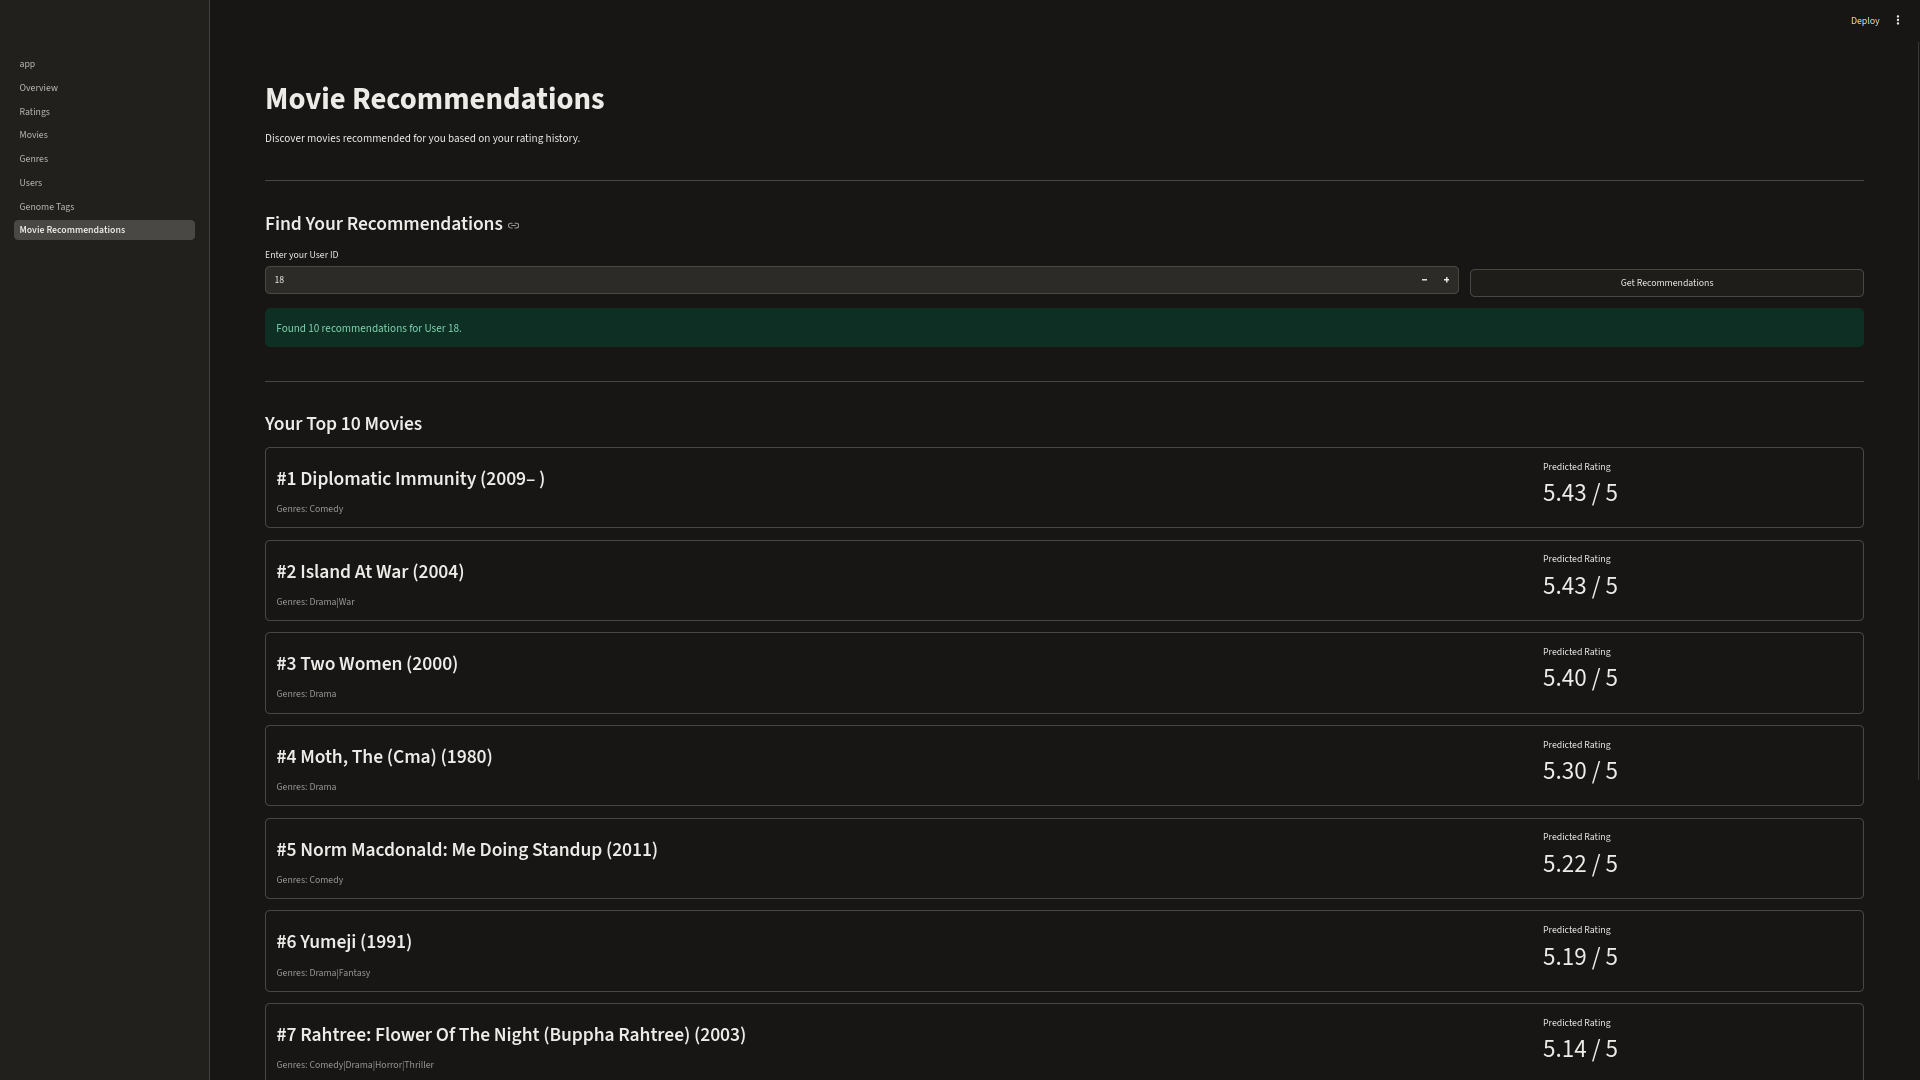 Deploy
app
Overview
Ratings
Movies
Genres
Users
Genome Tags
Movie Recommendations
Movie Recommendations
Discover movies recommended for you based on your rating history.
Find Your Recommendations
Enter your User ID
18
Get Recommendations
Found 10 recommendations for User 18.
Your Top 10 Movies
#1 Diplomatic Immunity (2009– )
Genres: Comedy
Predicted Rating
5.43 / 5
#2 Island At War (2004)
Genres: Drama|War
Predicted Rating
5.43 / 5
#3 Two Women (2000)
Genres: Drama
Predicted Rating
5.40 / 5
#4 Moth, The (Cma) (1980)
Genres: Drama
Predicted Rating
5.30 / 5
#5 Norm Macdonald: Me Doing Standup (2011)
Genres: Comedy
Predicted Rating
5.22 / 5
#6 Yumeji (1991)
Genres: Drama|Fantasy
Predicted Rating
5.19 / 5
#7 Rahtree: Flower Of The Night (Buppha Rahtree) (2003)
Genres: Comedy|Drama|Horror|Thriller
Predicted Rating
5.14 / 5